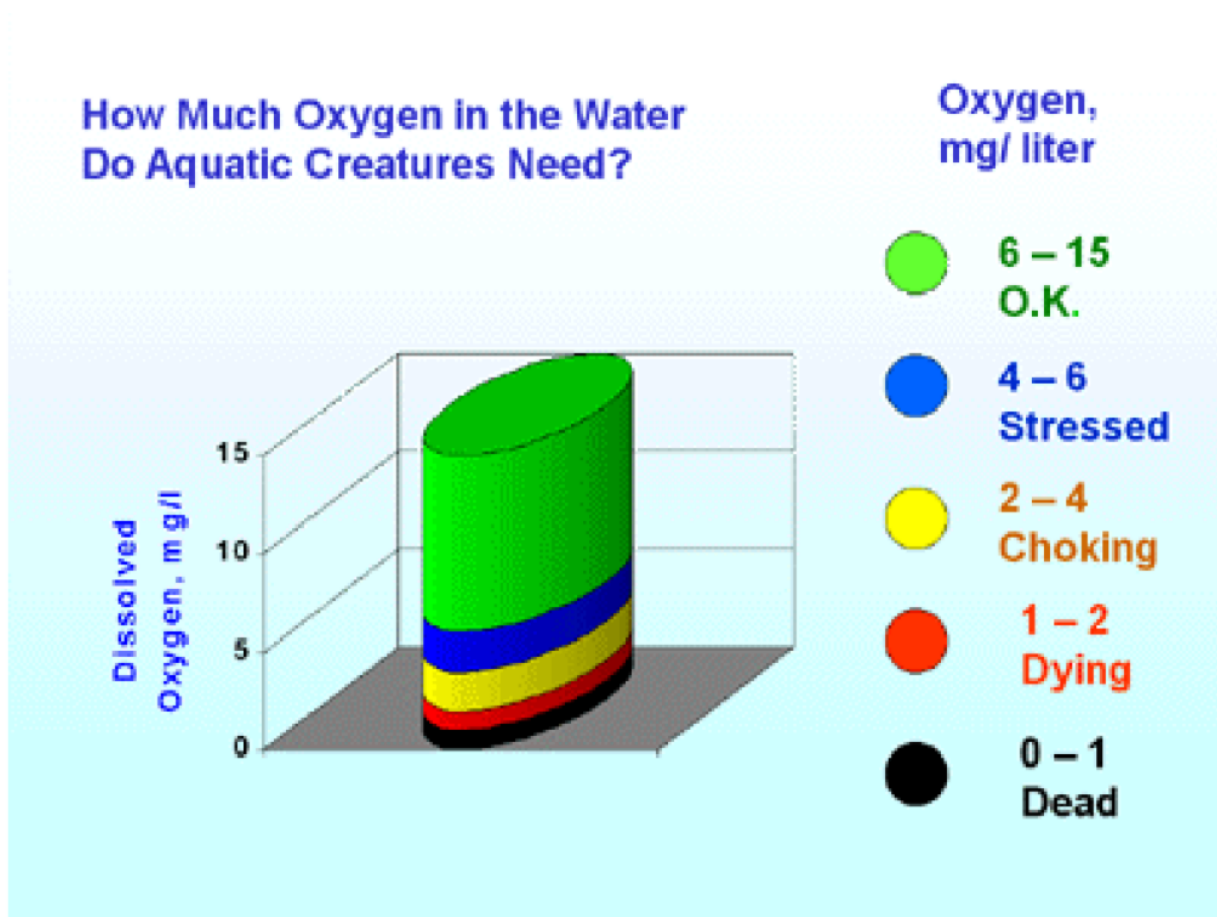 How Much Oxygen in the Water
Do Aquatic Creatures Need?
Oxygen,
mg/ liter
6 – 15
O.K.
4 – 6
Stressed
2 – 4
Choking
1 – 2
Dying
0 – 1
Dead
15
10
5
0
Dissolved
Oxygen, mg/l